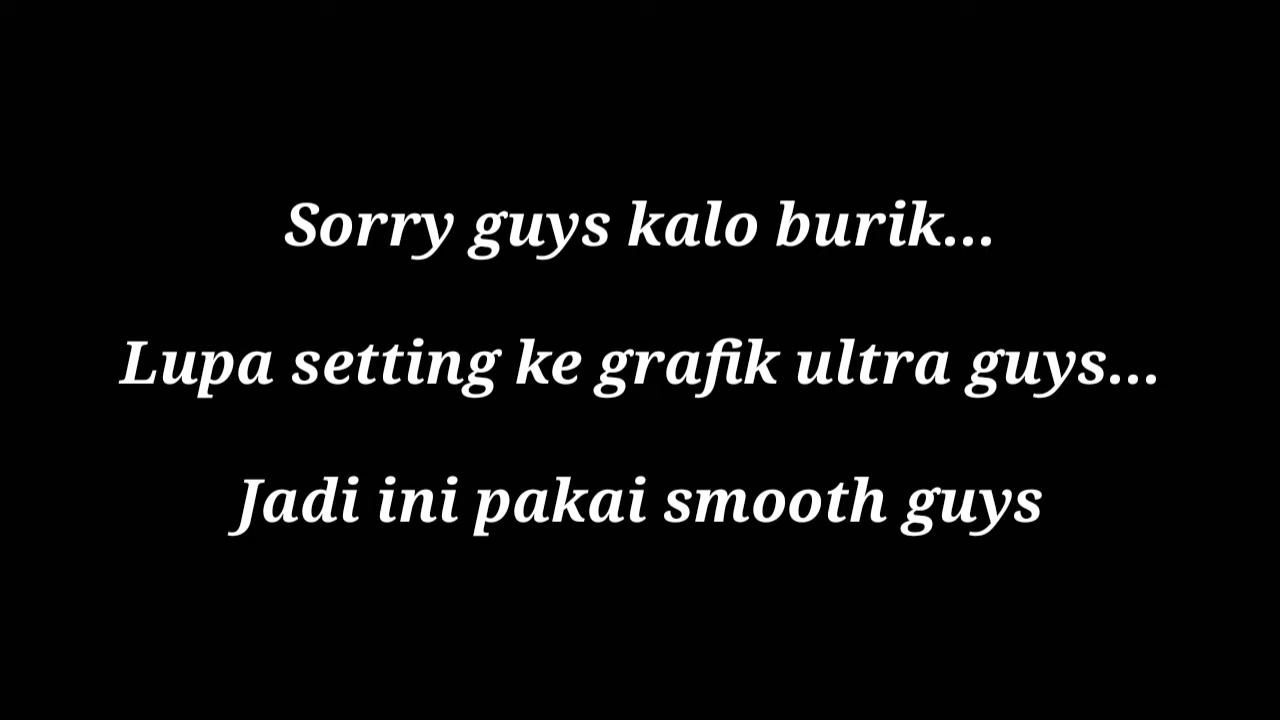 Sorry guys kalo burik...
Lupa setting ke grafik ultra guys...
Jadi ini pakai smooth guys